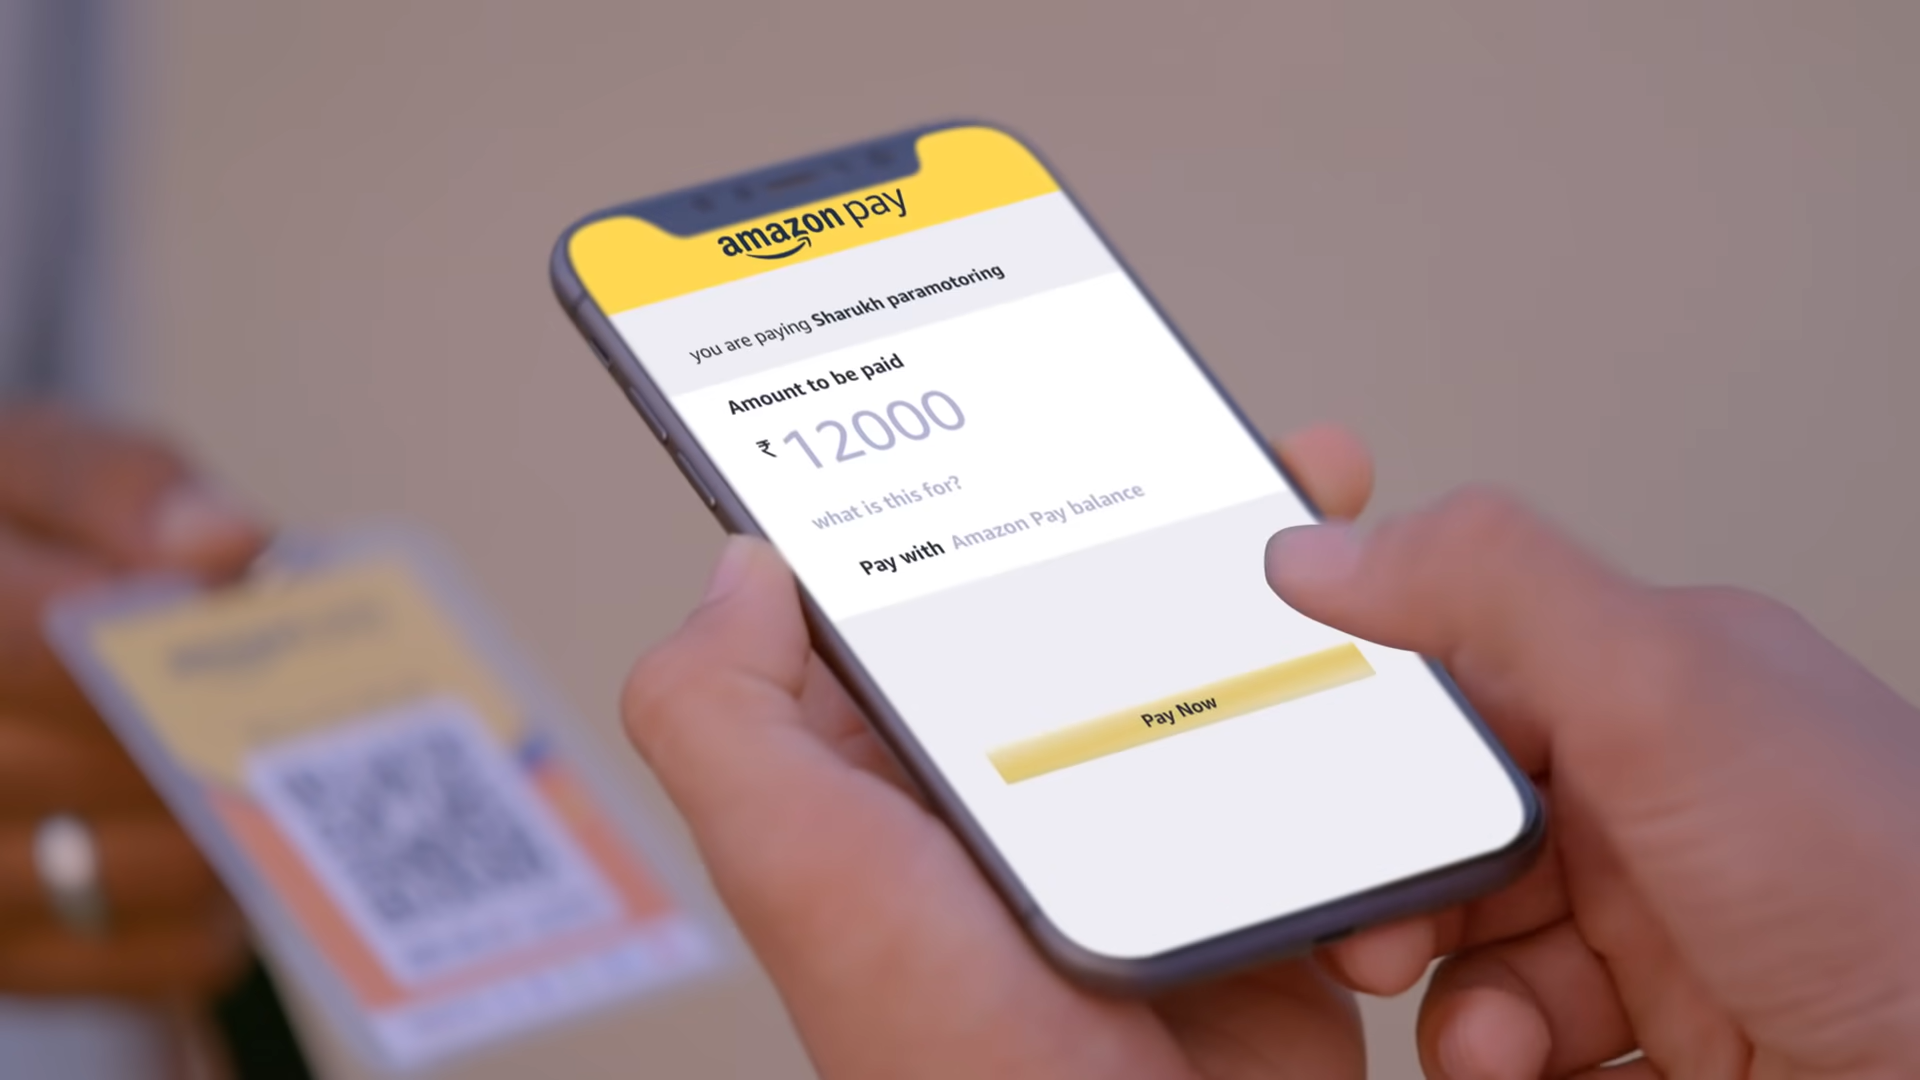 amazon pay
you are paying Sharukh paramotoring
Amount to be paid
₹ 12000
what is this for?
Pay with Amazon Pay balance
Pay Now